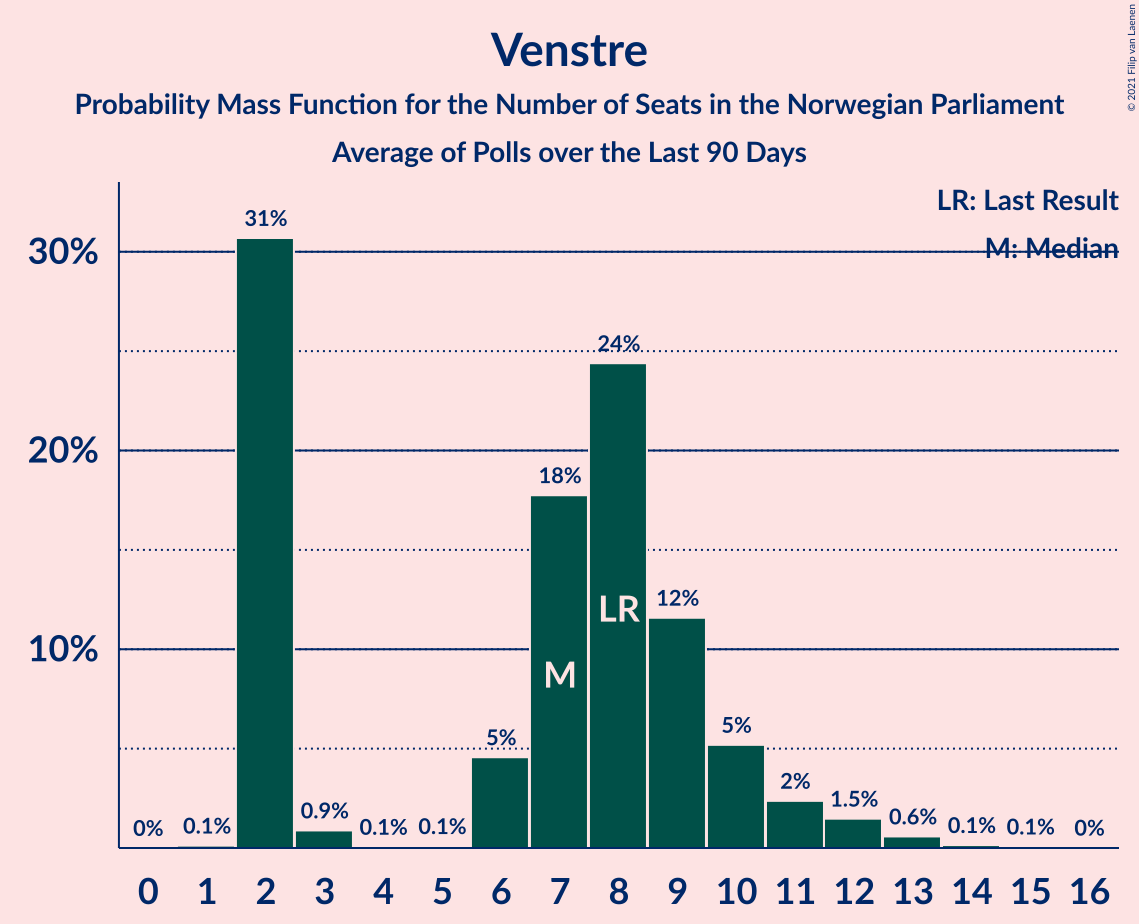 Venstre
Probability Mass Function for the Number of Seats in the Norwegian Parliament
Average of Polls over the Last 90 Days
© 2021 Filip van Laenen
LR: Last Result
M: Median
30%
20%
10%
0%
0.1%
31%
0.9%
0.1%
0.1%
5%
18%
24%
12%
5%
2%
1.5%
0.6%
0.1%
0.1%
0%
M
LR
0 1 2 3 4 5 6 7 8 9 10 11 12 13 14 15 16